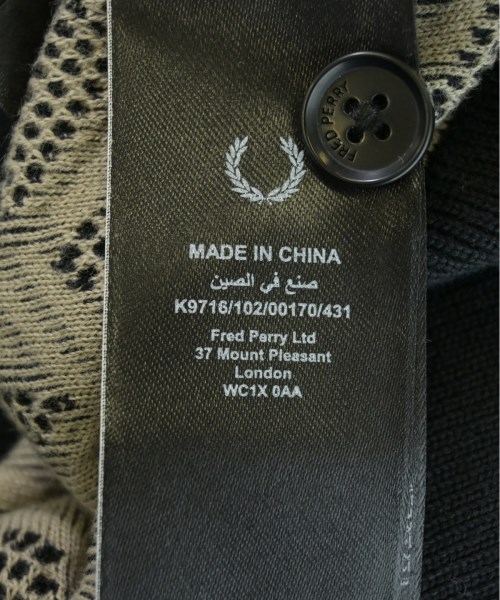 FRED PERRY
MADE IN CHINA
صنع في الصين
K9716/102/00170/431
Fred Perry Ltd
37 Mount Pleasant
London
WC1X 0AA